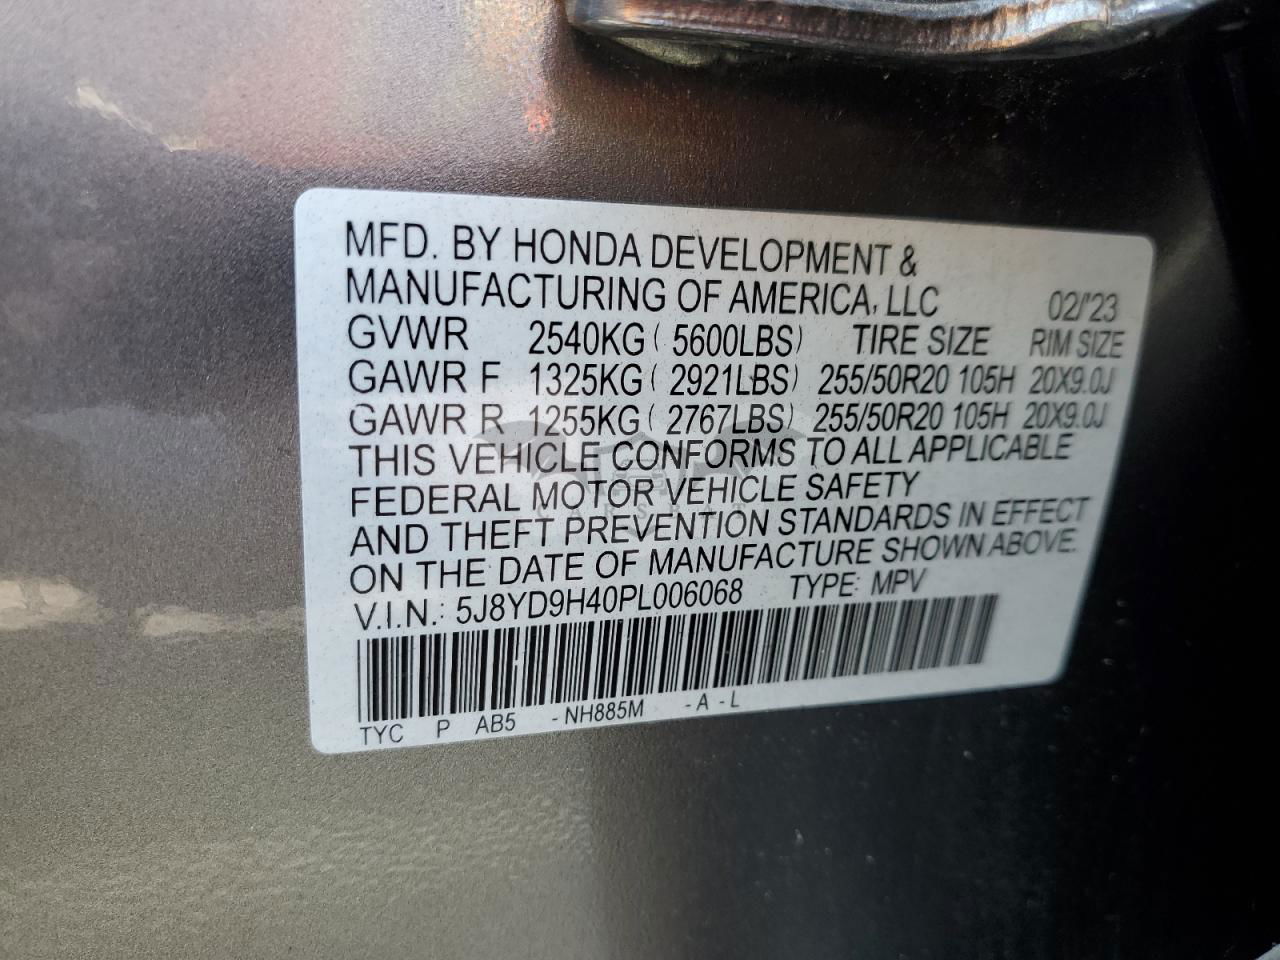 MFD. BY HONDA DEVELOPMENT &
MANUFACTURING OF AMERICA, LLC 02/'23
GVWR 2540KG ( 5600LBS) TIRE SIZE RIM SIZE
GAWR F 1325KG ( 2921LBS) 255/50R20 105H 20X9.0J
GAWR R 1255KG ( 2767LBS) 255/50R20 105H 20X9.0J
THIS VEHICLE CONFORMS TO ALL APPLICABLE
FEDERAL MOTOR VEHICLE SAFETY
AND THEFT PREVENTION STANDARDS IN EFFECT
ON THE DATE OF MANUFACTURE SHOWN ABOVE.
V.I.N.: 5J8YD9H40PL006068 TYPE: MPV
TYC P AB5 -NH885M -A -L